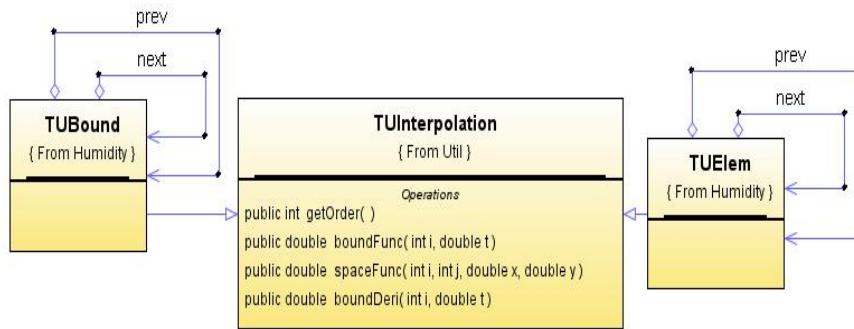 prev
next
TUBound
{ From Humidity }
TUInterpolation
{ From Util }
Operations
public int getOrder( )
public double boundFunc( int i, double t )
public double spaceFunc( int i, int j, double x, double y )
public double boundDeri( int i, double t )
prev
next
TUElem
{ From Humidity }